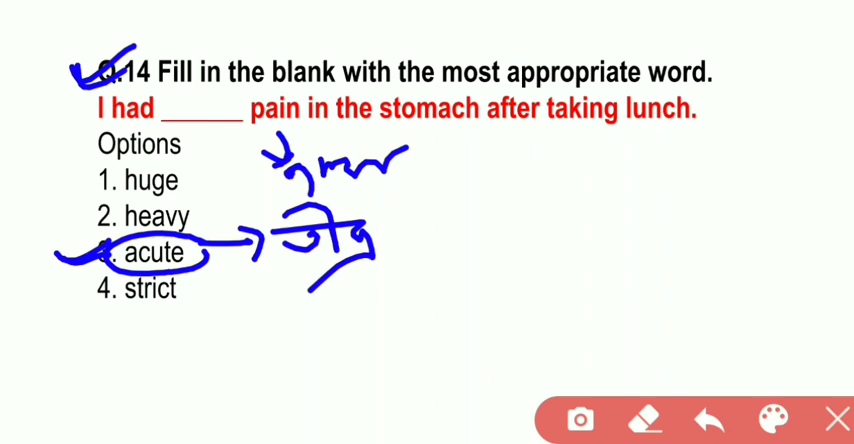 Q.14 Fill in the blank with the most appropriate word.
I had ______ pain in the stomach after taking lunch.
Options
1. huge
2. heavy
3. acute
4. strict